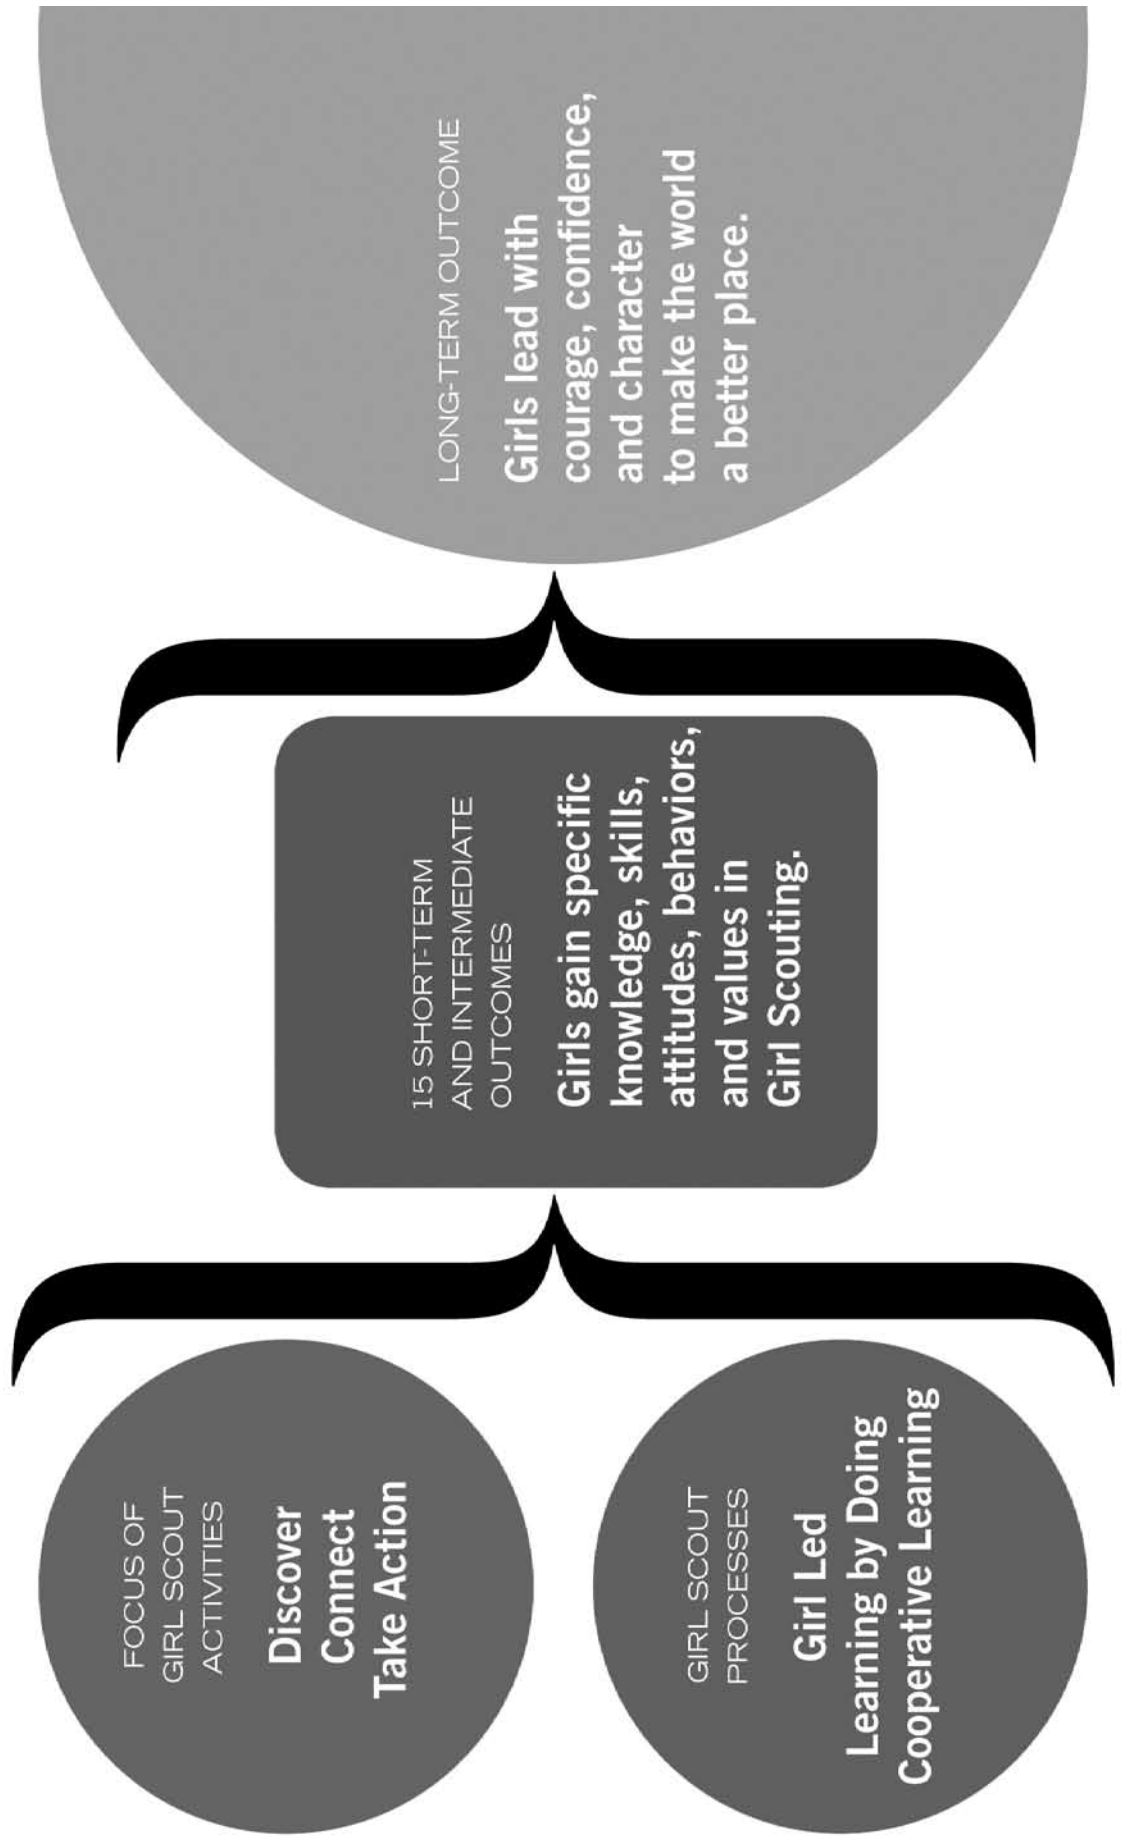 FOCUS OF
GIRL SCOUT
ACTIVITIES
Discover
Connect
Take Action
GIRL SCOUT
PROCESSES
Girl Led
Learning by Doing
Cooperative Learning
15 SHORT-TERM
AND INTERMEDIATE
OUTCOMES
Girls gain specific
knowledge, skills,
attitudes, behaviors,
and values in
Girl Scouting.
LONG-TERM OUTCOME
Girls lead with
courage, confidence,
and character
to make the world
a better place.